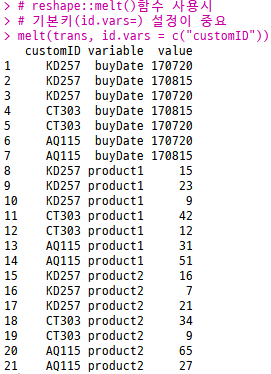 > # reshape::melt()함수 사용시
> # 기본키(id.vars=) 설정이 중요
> melt(trans, id.vars = c("customID"))
customID variable value
1 KD257 buyDate 170720
2 KD257 buyDate 170815
3 KD257 buyDate 170720
4 CT303 buyDate 170815
5 CT303 buyDate 170720
6 AQ115 buyDate 170720
7 AQ115 buyDate 170815
8 KD257 product1 15
9 KD257 product1 23
10 KD257 product1 9
11 CT303 product1 42
12 CT303 product1 12
13 AQ115 product1 31
14 AQ115 product1 51
15 KD257 product2 16
16 KD257 product2 7
17 KD257 product2 21
18 CT303 product2 34
19 CT303 product2 9
20 AQ115 product2 65
21 AQ115 product2 27